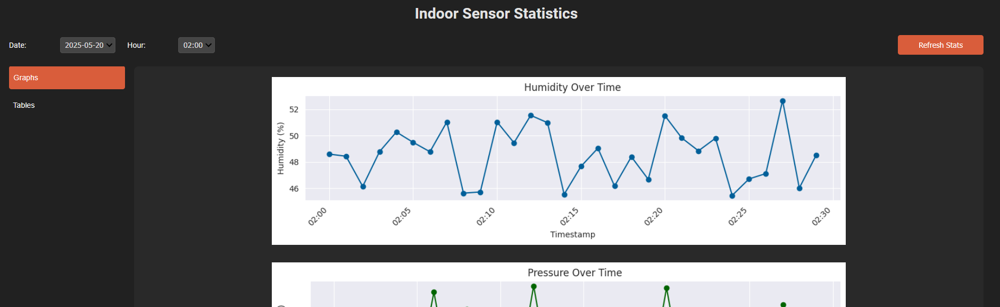 Indoor Sensor Statistics
Date: 2025-05-20 Hour: 02:00 Refresh Stats
Graphs
Tables
Humidity Over Time
Humidity (%)
52
50
48
46
02:00 02:05 02:10 02:15 02:20 02:25 02:30
Timestamp
Pressure Over Time